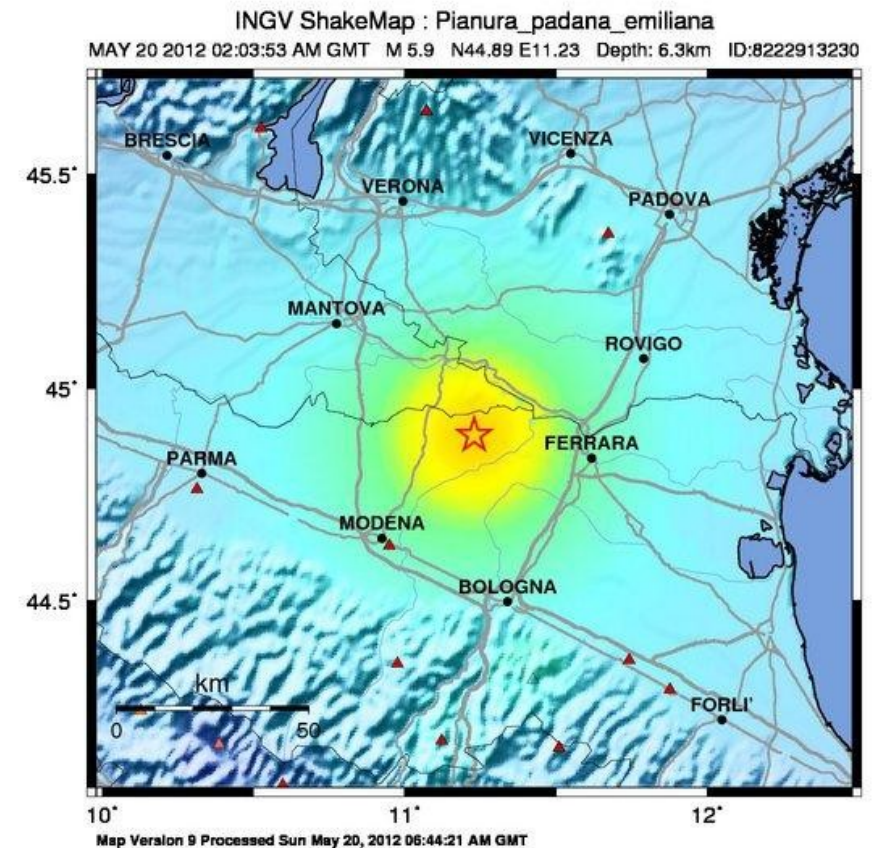 INGV ShakeMap : Pianura_padana_emiliana
MAY 20 2012 02:03:53 AM GMT M 5.9 N44.89 E11.23 Depth: 6.3km ID:8222913230
BRESCIA
VICENZA
45.5°
VERONA
PADOVA
MANTOVA
ROVIGO
45°
FERRARA
PARMA
MODENA
BOLOGNA
44.5°
km
0 50
FORLI'
10° 11° 12°
Map Version 9 Processed Sun May 20, 2012 06:44:21 AM GMT